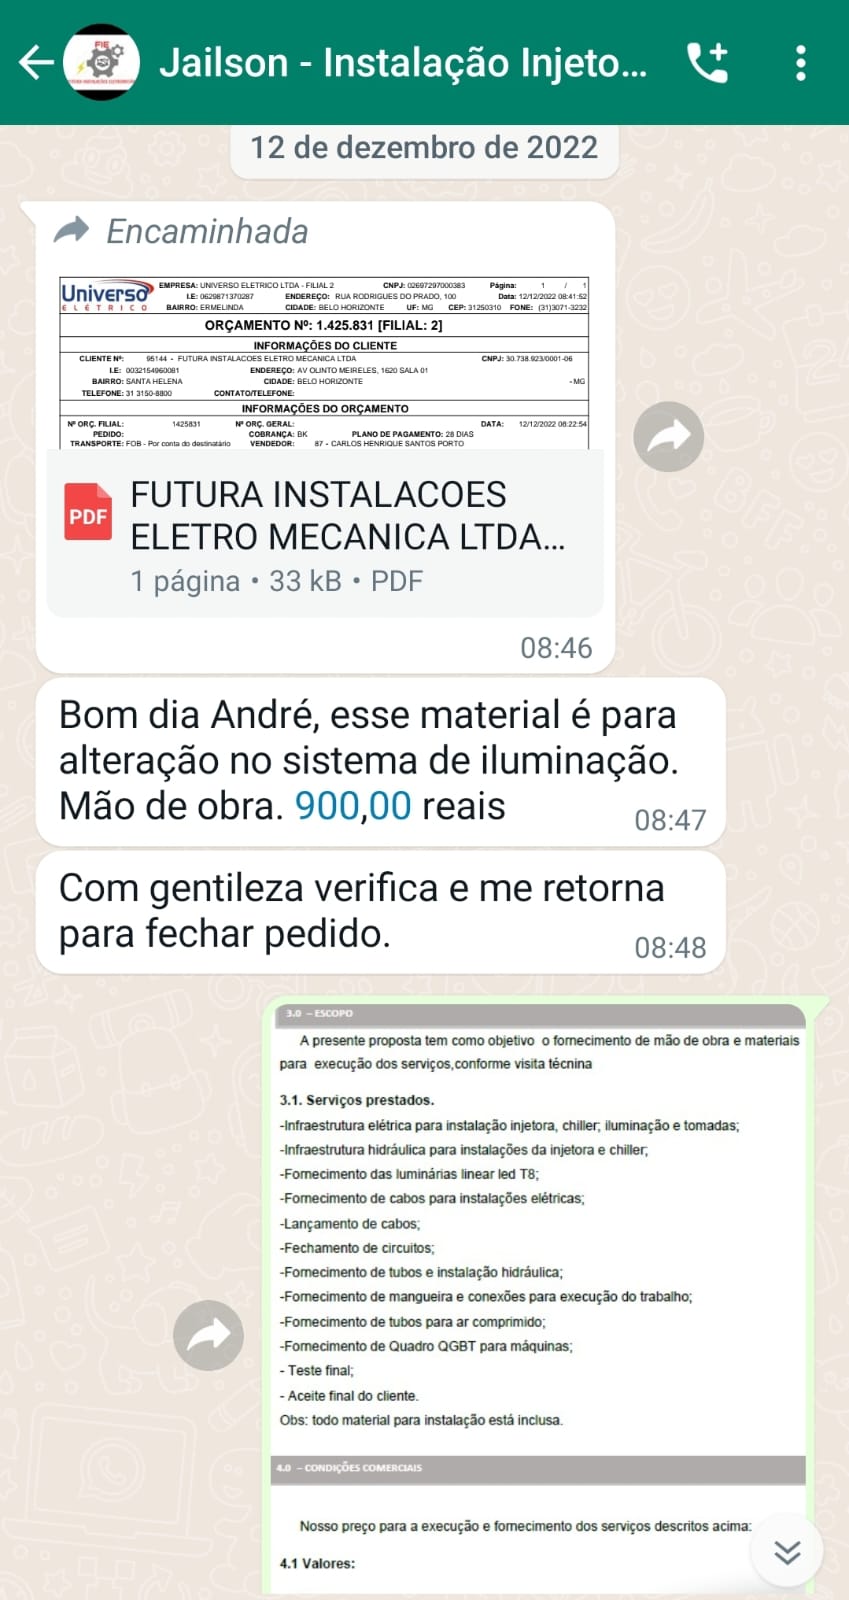 Jailson - Instalação Injeto...
12 de dezembro de 2022
Encaminhada
Universo
ELÉTRICO
EMPRESA: UNIVERSO ELETRICO LTDA - FILIAL 2 CNPJ: 02697297000383 Página: 1 / 1
I.E: 0629871370287 ENDEREÇO: RUA RODRIGUES DO PRADO, 100 Data: 12/12/2022 08:41:52
BAIRRO: ERMELINDA CIDADE: BELO HORIZONTE UF: MG CEP: 31250310 FONE: (31)3071-3232
ORÇAMENTO Nº: 1.425.831 [FILIAL: 2]
INFORMAÇÕES DO CLIENTE
CLIENTE Nº: 95144 - FUTURA INSTALACOES ELETRO MECANICA LTDA CNPJ: 30.738.923/0001-06
I.E: 0032154960081 ENDEREÇO: AV OLINTO MEIRELES, 1620 SALA 01
BAIRRO: SANTA HELENA CIDADE: BELO HORIZONTE - MG
TELEFONE: 31 3150-8800 CONTATO/TELEFONE:
INFORMAÇÕES DO ORÇAMENTO
Nº ORÇ. FILIAL: 1425831 Nº ORÇ. GERAL: DATA: 12/12/2022 08:22:54
PEDIDO: COBRANÇA: BK PLANO DE PAGAMENTO: 28 DIAS
TRANSPORTE: FOB - Por conta do destinatário VENDEDOR: 87 - CARLOS HENRIQUE SANTOS PORTO
PDF
FUTURA INSTALACOES
ELETRO MECANICA LTDA...
1 página • 33 kB • PDF
08:46
Bom dia André, esse material é para
alteração no sistema de iluminação.
Mão de obra. 900,00 reais
08:47
Com gentileza verifica e me retorna
para fechar pedido.
08:48
3.0 – ESCOPO
A presente proposta tem como objetivo o fornecimento de mão de obra e materiais
para execução dos serviços,conforme visita técnina
3.1. Serviços prestados.
-Infraestrutura elétrica para instalação injetora, chiller, iluminação e tomadas;
-Infraestrutura hidráulica para instalações da injetora e chiller;
-Fornecimento das luminárias linear led T8;
-Fornecimento de cabos para instalações elétricas;
-Lançamento de cabos;
-Fechamento de circuitos;
-Fornecimento de tubos e instalação hidráulica;
-Fornecimento de mangueira e conexões para execução do trabalho;
-Fornecimento de tubos para ar comprimido;
-Fornecimento de Quadro QGBT para máquinas;
- Teste final;
- Aceite final do cliente.
Obs: todo material para instalação está inclusa.
4.0 – CONDIÇÕES COMERCIAIS
Nosso preço para a execução e fornecimento dos serviços descritos acima:
4.1 Valores: